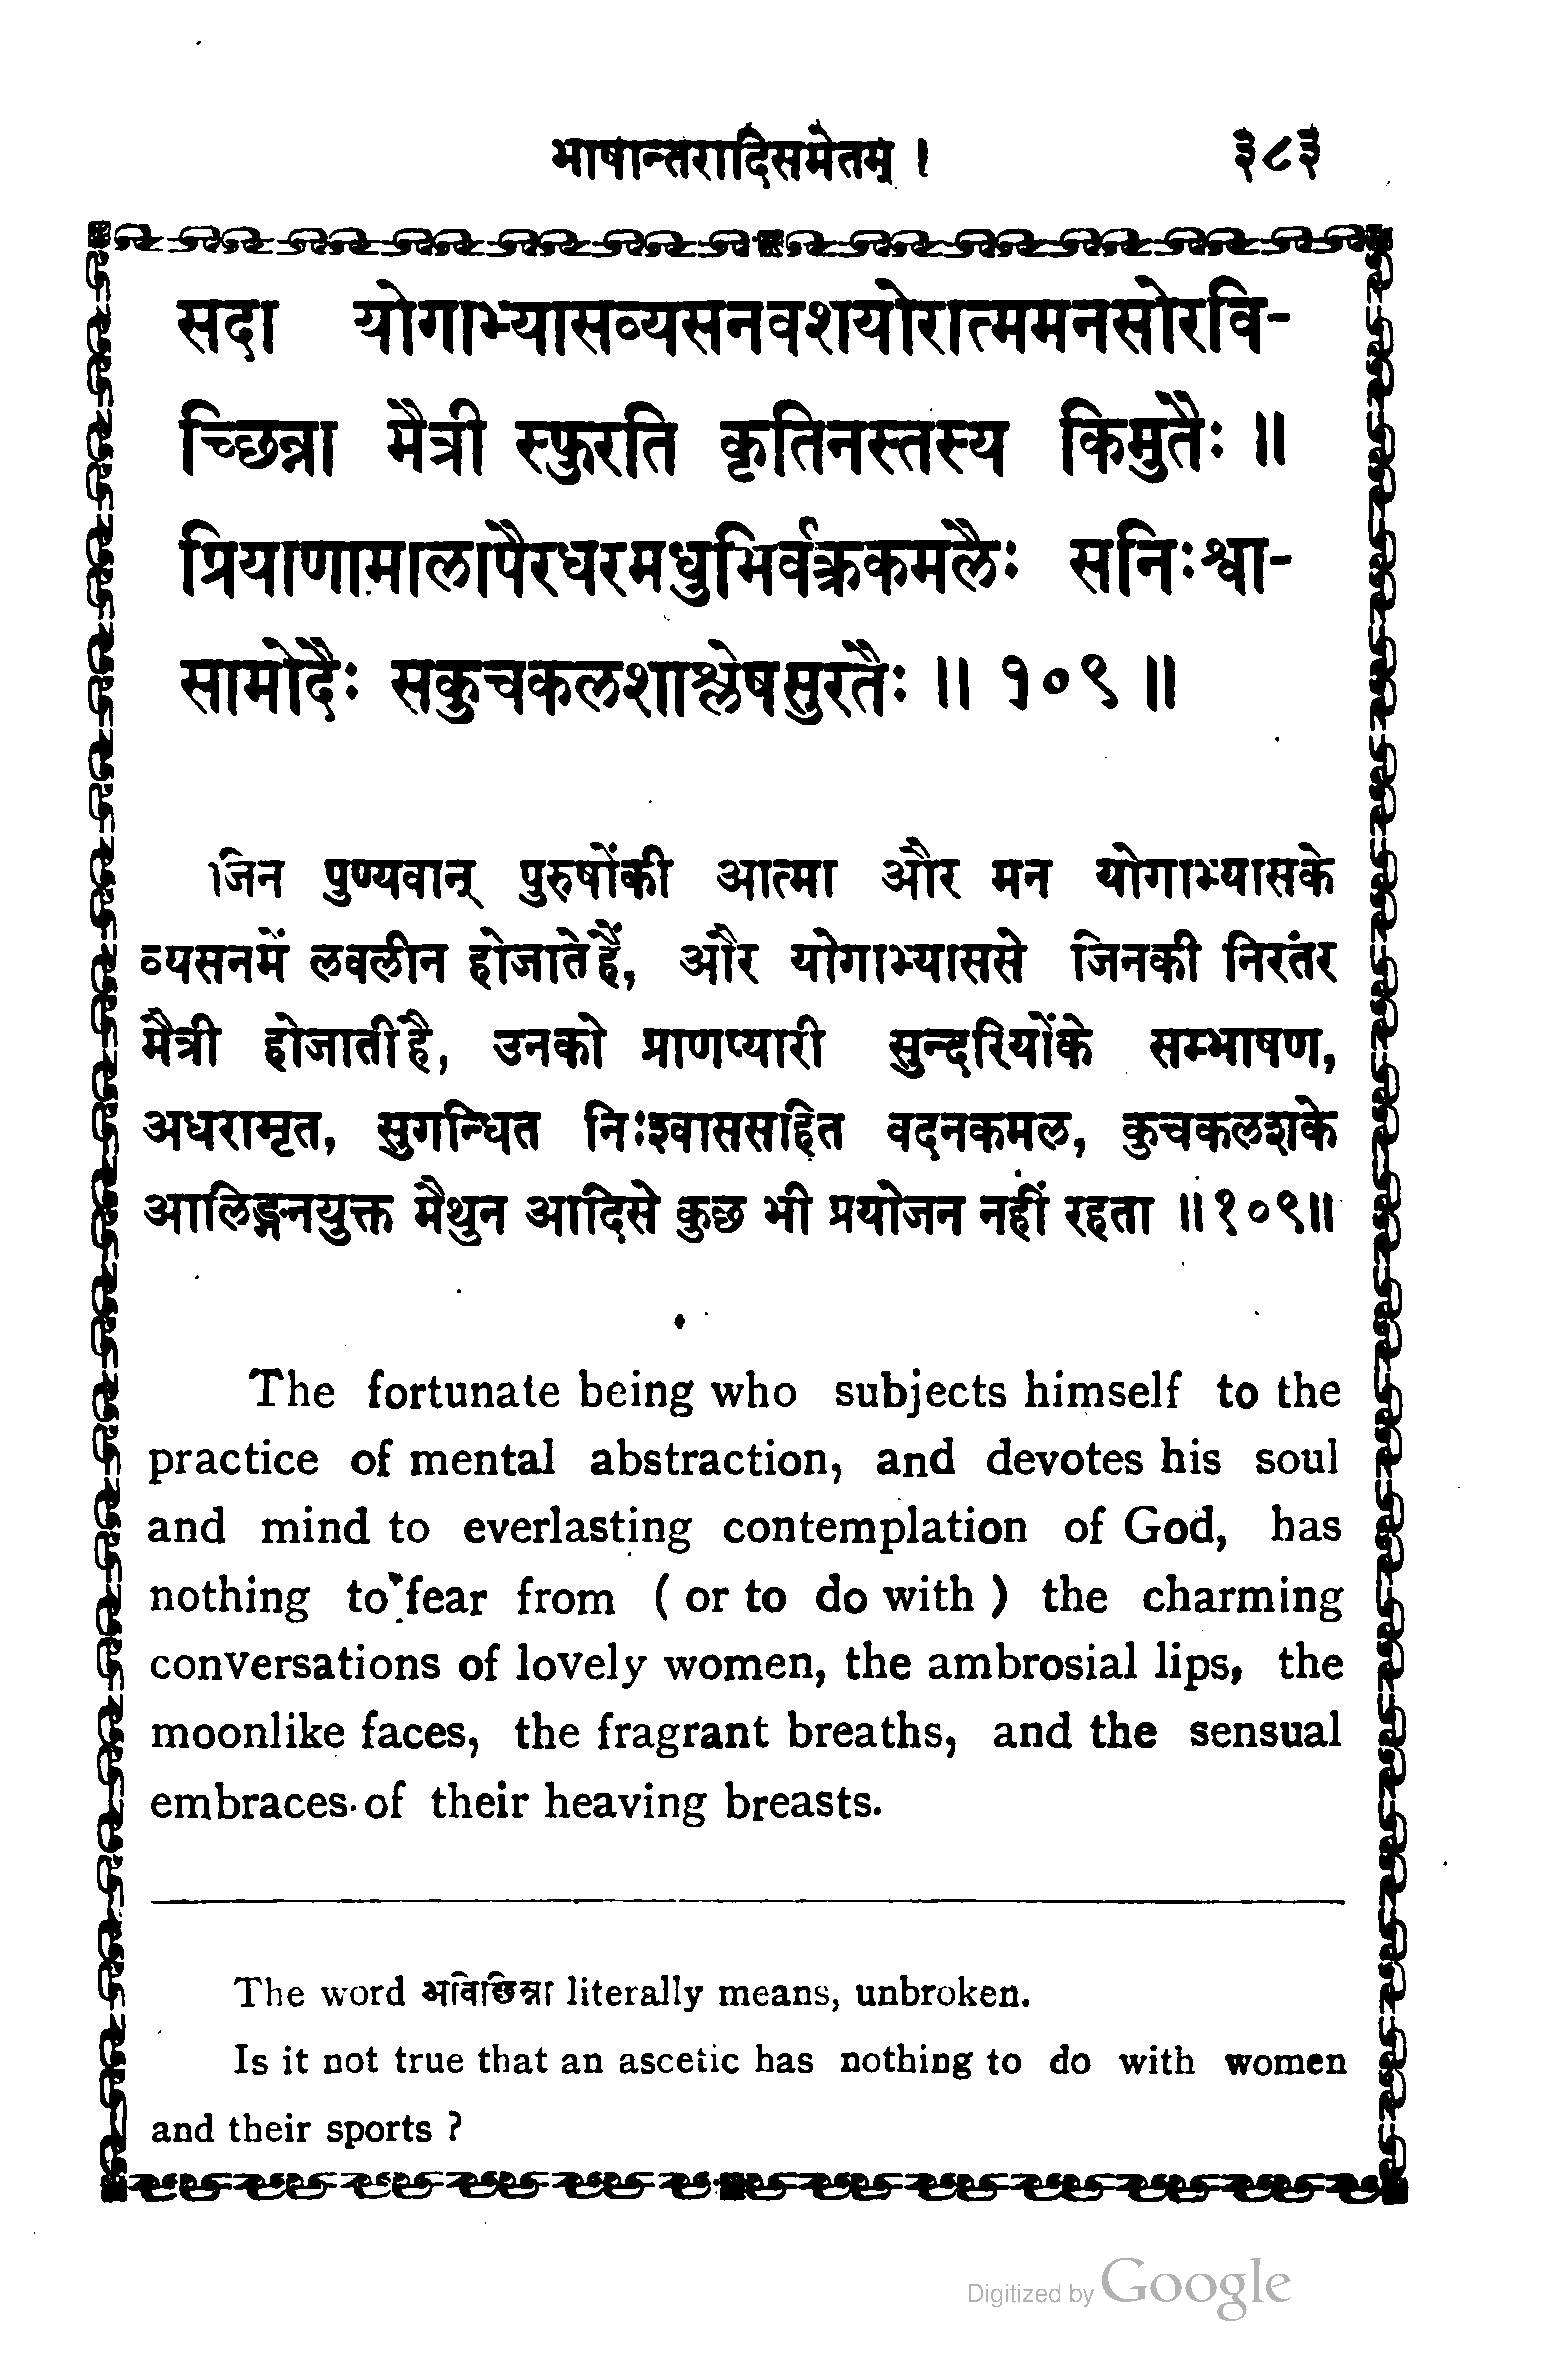 भाषान्तरादिसमेतम् । ३८३
सदा योगाभ्यासव्यसनवशयोरात्ममनसोरवि-
च्छिन्ना मैत्री स्फुरति कृतिनस्तस्य किमुतैः ॥
प्रियाणामालापैरधरमधुभिर्वक्रकमलैः सनिःश्वा-
सामोदैः सकुचकलशाश्लेषसुरतैः ॥ १०९ ॥
जिन पुण्यवान् पुरुषोंकी आत्मा और मन योगाभ्यासके
व्यसनमें लवलीन होजातेहैं, और योगाभ्याससे जिनकी निरंतर
मैत्री होजातीहै, उनको प्राणप्यारी सुन्दरियोंके सम्भाषण,
अधरामृत, सुगन्धित निःश्वाससहित वदनकमल, कुचकलशके
आलिङ्गनयुक्त मैथुन आदिसे कुछ भी प्रयोजन नहीं रहता ॥१०९॥
The fortunate being who subjects himself to the
practice of mental abstraction, and devotes his soul
and mind to everlasting contemplation of God, has
nothing to fear from ( or to do with ) the charming
conversations of lovely women, the ambrosial lips, the
moonlike faces, the fragrant breaths, and the sensual
embraces of their heaving breasts.
The word अविछिन्ना literally means, unbroken.
Is it not true that an ascetic has nothing to do with women
and their sports ?
Digitized by Google